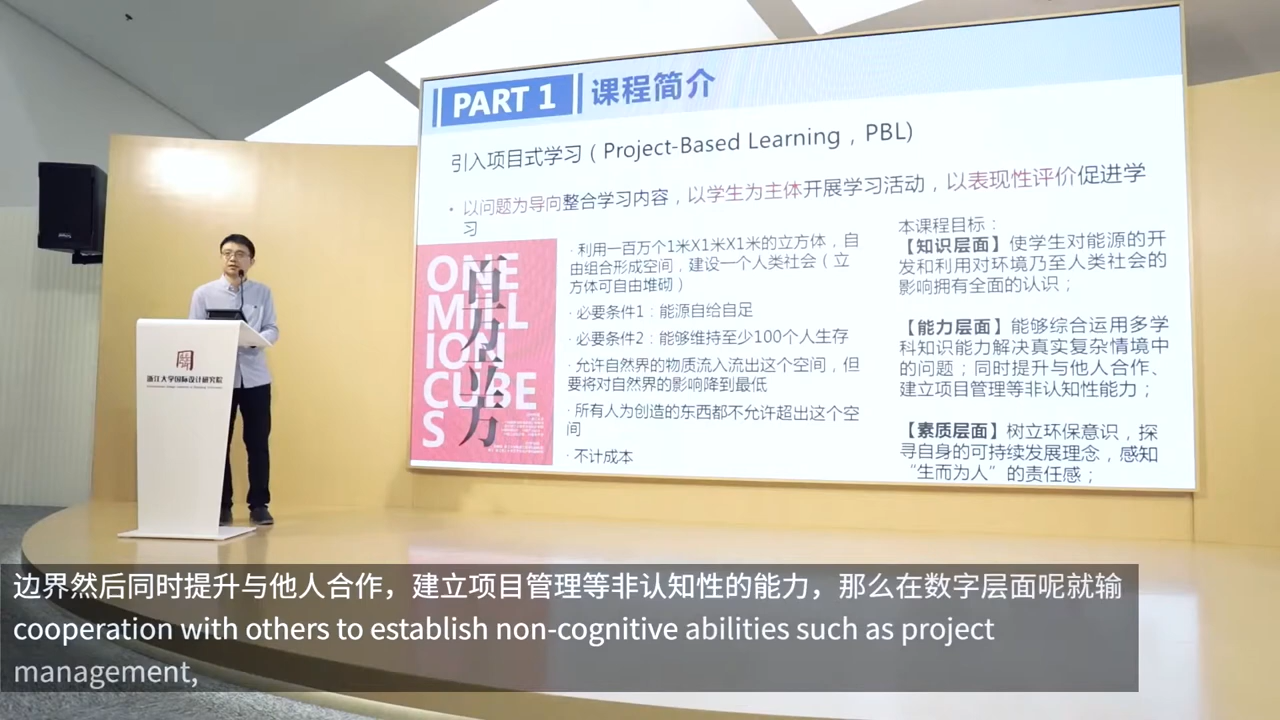 PART 1
课程简介
引入项目式学习（Project-Based Learning，PBL)
· 以问题为导向整合学习内容，以学生为主体开展学习活动，以表现性评价促进学
习
ONE
MILL
ION
CUBE
S
百万立方
· 利用一百万个1米X1米X1米的立方体，自
由组合形成空间，建设一个人类社会（立
方体可自由堆砌）
· 必要条件1：能源自给自足
· 必要条件2：能够维持至少100个人生存
· 允许自然界的物质流入流出这个空间，但
要将对自然界的影响降到最低
· 所有人为创造的东西都不允许超出这个空
间
· 不计成本
本课程目标：
【知识层面】使学生对能源的开
发和利用对环境乃至人类社会的
影响拥有全面的认识；
【能力层面】能够综合运用多学
科知识能力解决真实复杂情境中
的问题；同时提升与他人合作、
建立项目管理等非认知性能力；
【素质层面】树立环保意识，探
寻自身的可持续发展理念，感知
“生而为人”的责任感；
浙江大学国际设计研究院
边界然后同时提升与他人合作，建立项目管理等非认知性的能力，那么在数字层面呢就输
cooperation with others to establish non-cognitive abilities such as project
management,